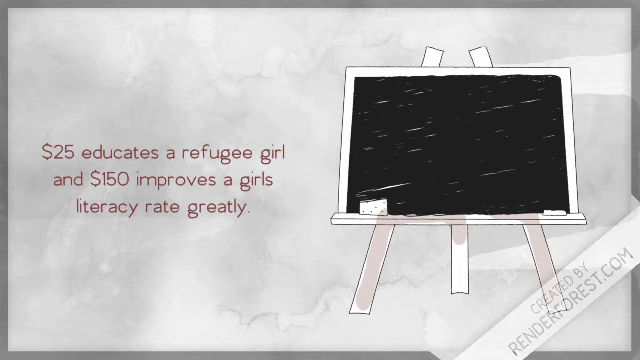 $25 educates a refugee girl
and $150 improves a girls
literacy rate greatly.
CREATED BY
RENDERFOREST.COM